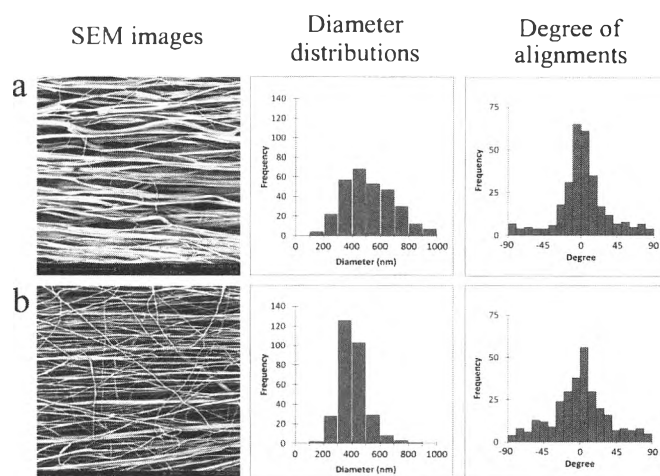 SEM images
Diameter
distributions
Degree of
alignments
a
140
120
100
80
60
40
20
0
Frequency
0 200 400 600 800 1000
Diameter (nm)
75
50
25
0
Frequency
-90 -45 0 45 90
Degree
b
140
120
100
80
60
40
20
0
Frequency
0 200 400 600 800 1000
Diameter (nm)
75
50
25
0
Frequency
-90 -45 0 45 90
Degree